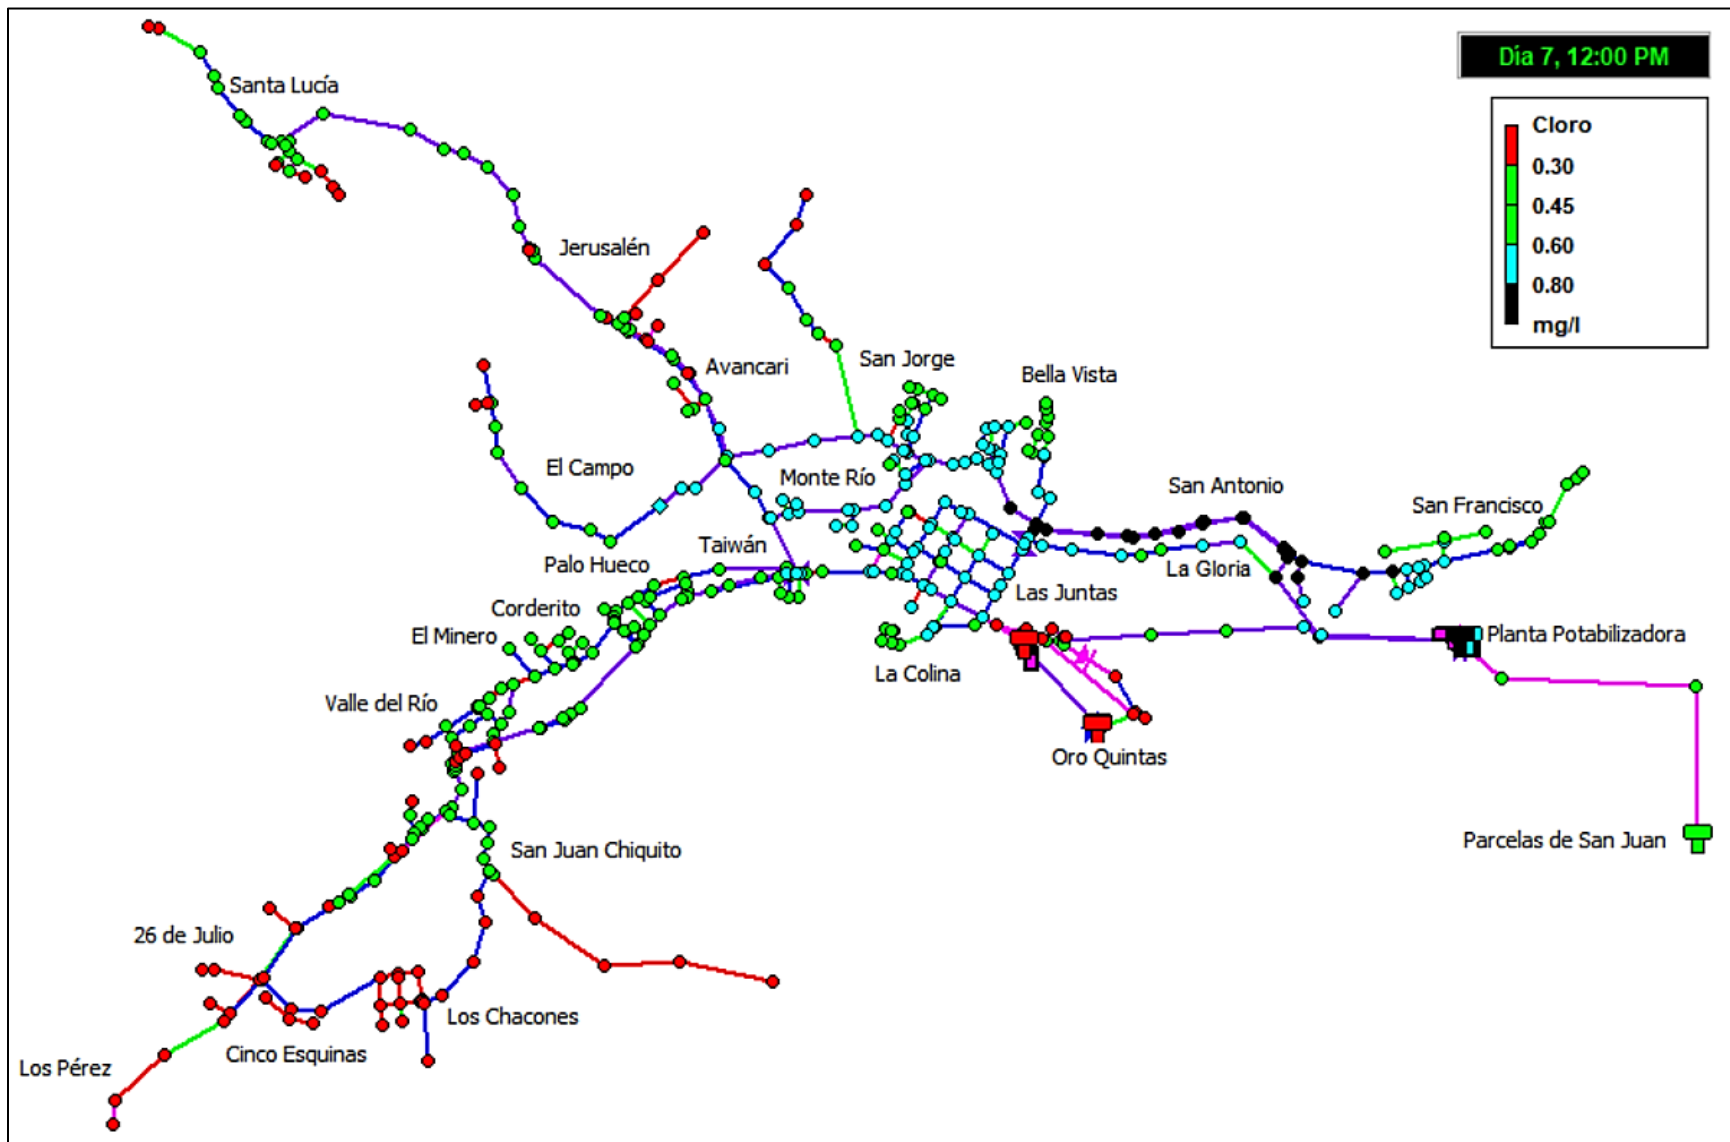 Día 7, 12:00 PM
Cloro
0.30
0.45
0.60
0.80
mg/l
Santa Lucía
Jerusalén
Avancari
San Jorge
Bella Vista
El Campo
Monte Río
San Antonio
San Francisco
Taiwán
Palo Hueco
La Gloria
Las Juntas
Corderito
El Minero
Planta Potabilizadora
La Colina
Valle del Río
Oro Quintas
Parcelas de San Juan
San Juan Chiquito
26 de Julio
Los Chacones
Cinco Esquinas
Los Pérez